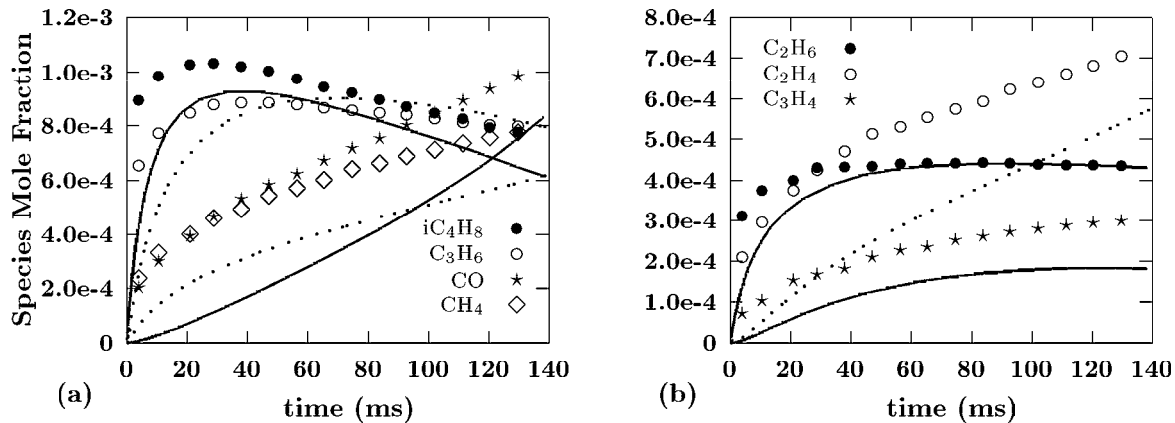 Species Mole Fraction
1.2e-3
1.0e-3
8.0e-4
6.0e-4
4.0e-4
2.0e-4
0.0
iC₄H₈
C₃H₆
CO
CH₄
0 20 40 60 80 100 120 140
(a)
time (ms)
8.0e-4
7.0e-4
6.0e-4
5.0e-4
4.0e-4
3.0e-4
2.0e-4
1.0e-4
0.0
C₂H₆
C₂H₄
C₃H₄
0 20 40 60 80 100 120 140
(b)
time (ms)